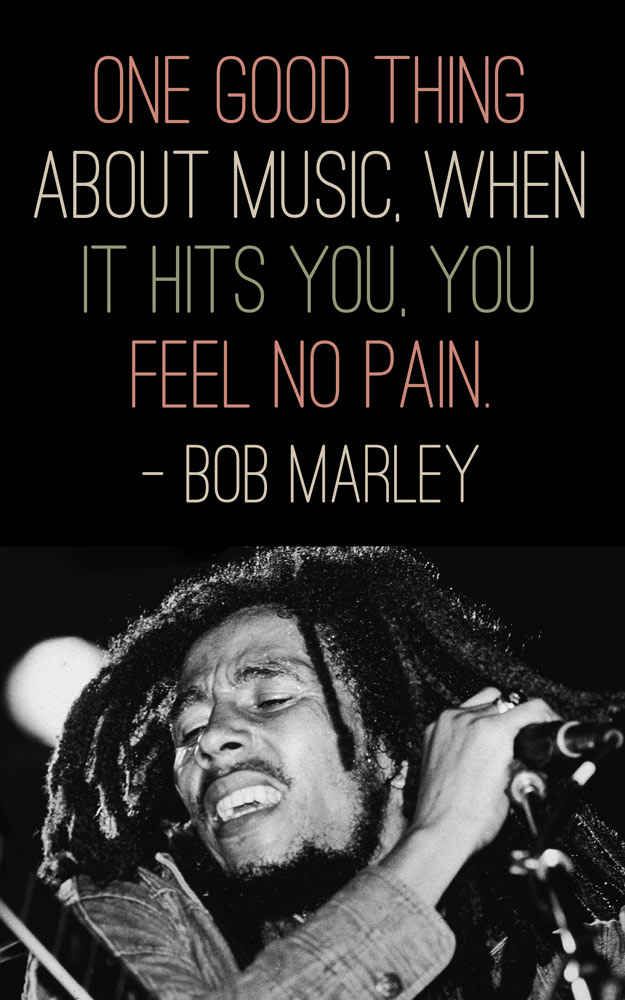 ONE GOOD THING
ABOUT MUSIC, WHEN
IT HITS YOU, YOU
FEEL NO PAIN.
- BOB MARLEY